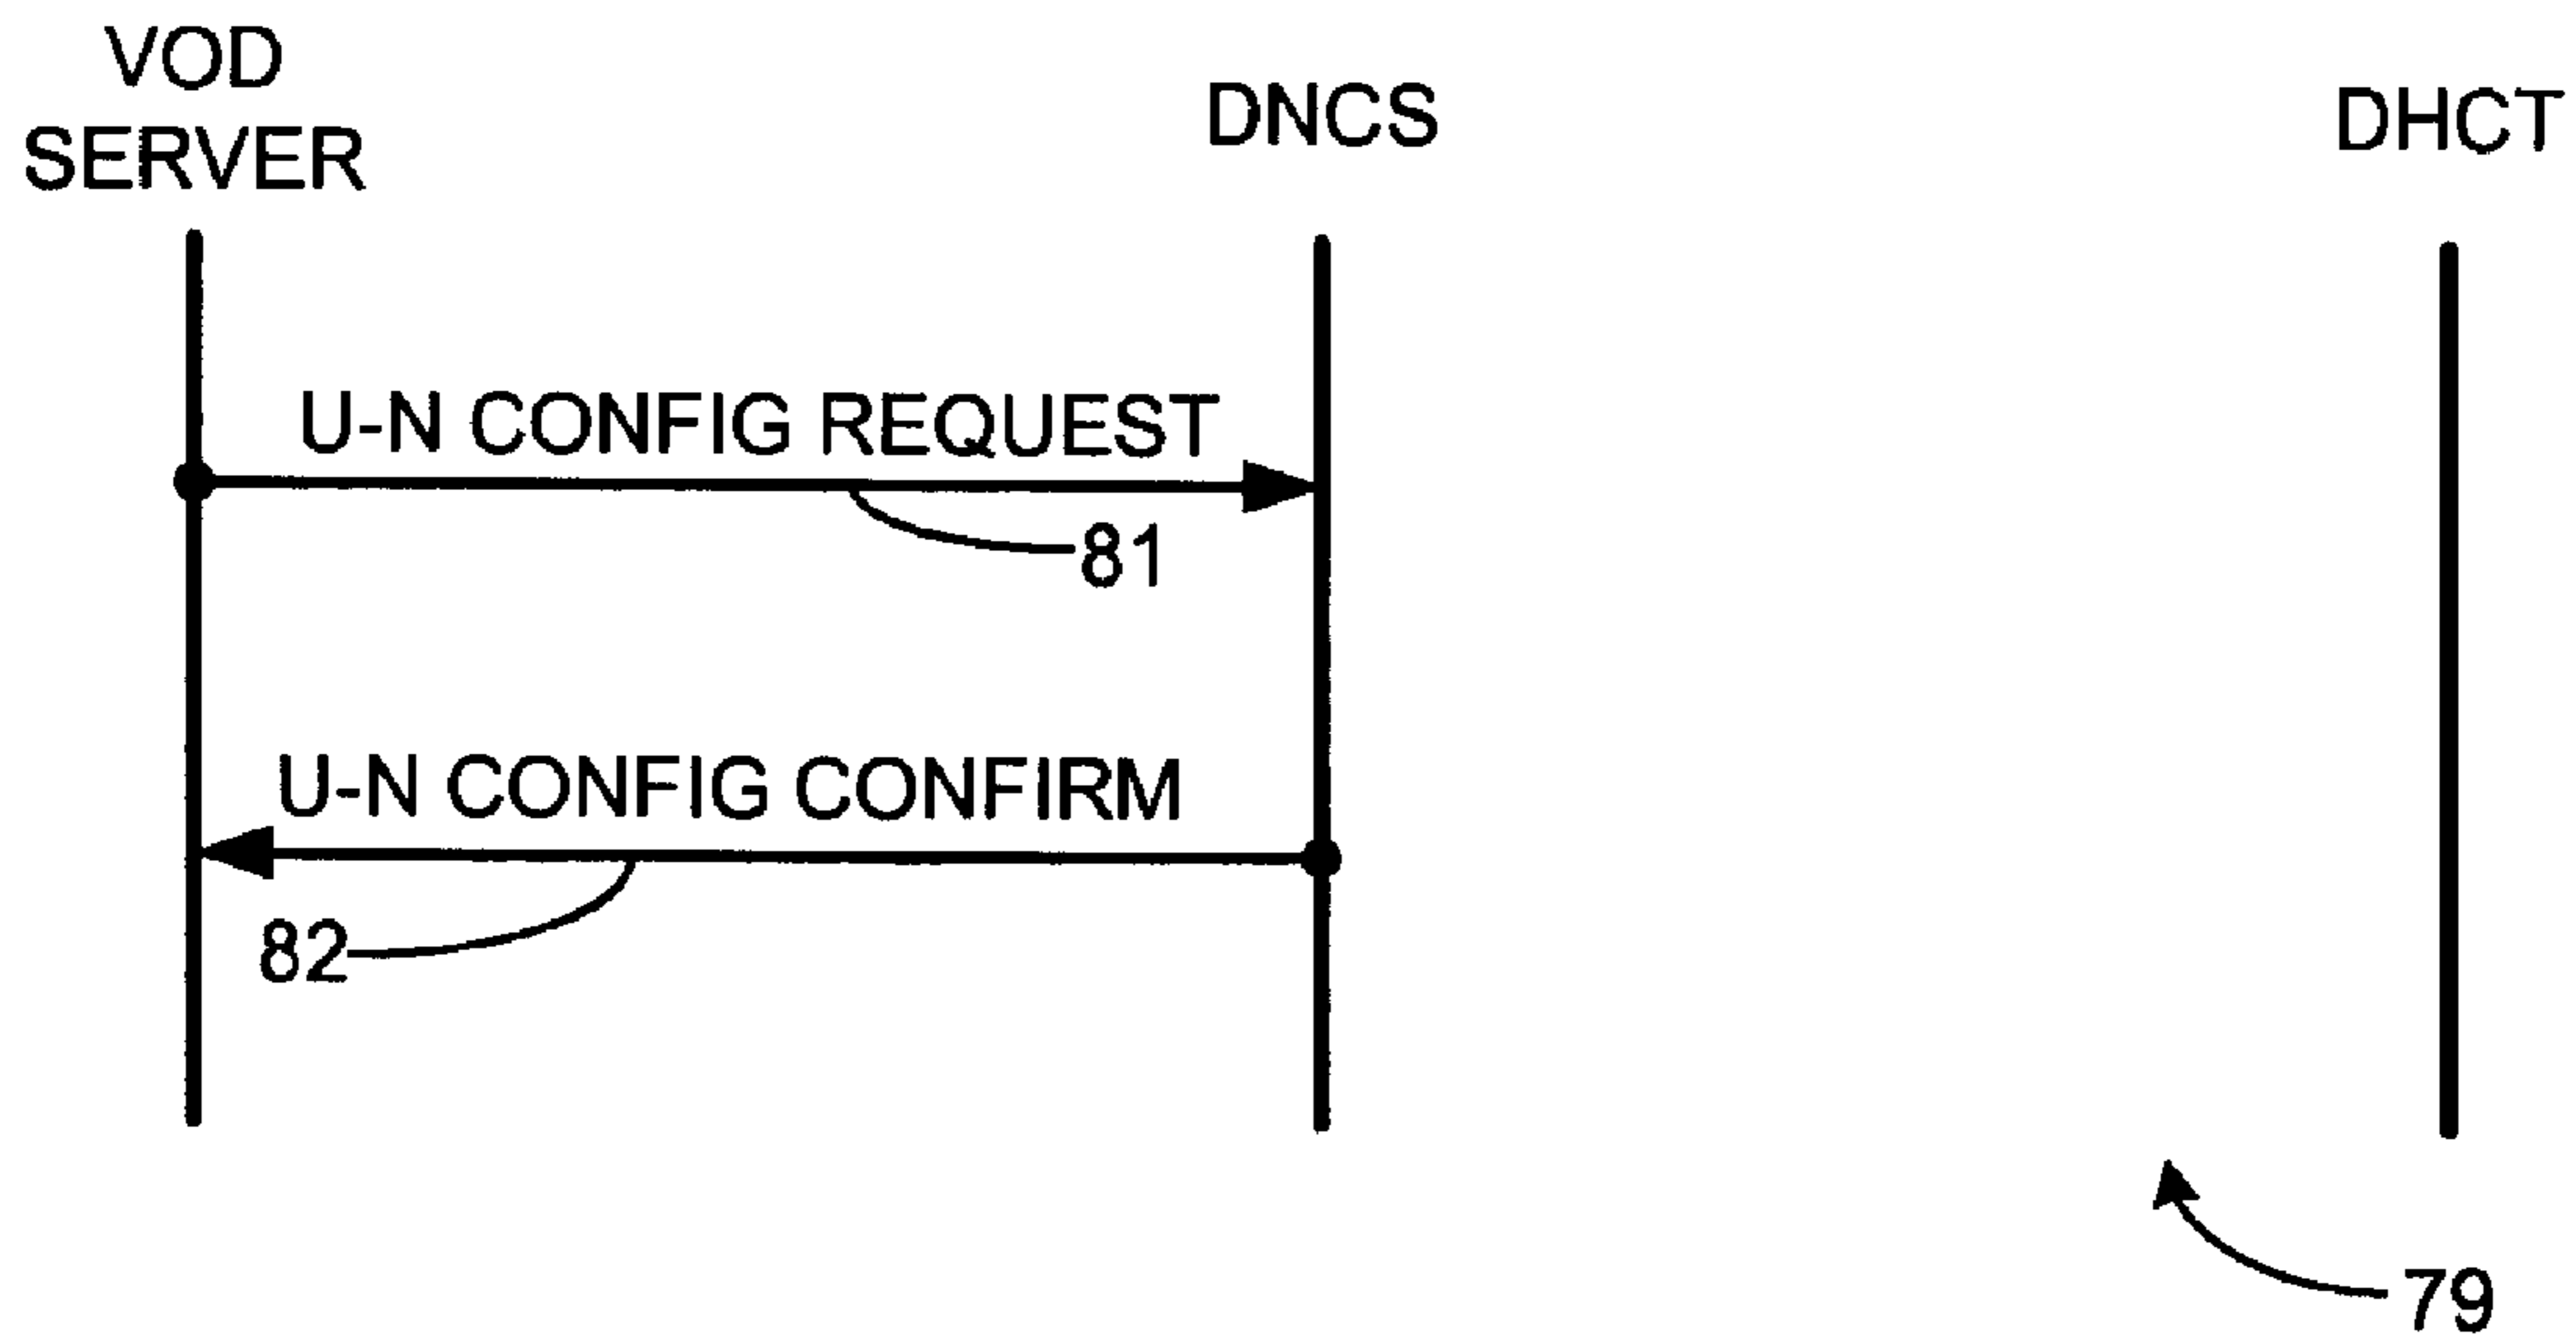 VOD
SERVER
DNCS
DHCT
U-N CONFIG REQUEST
81
U-N CONFIG CONFIRM
82
79